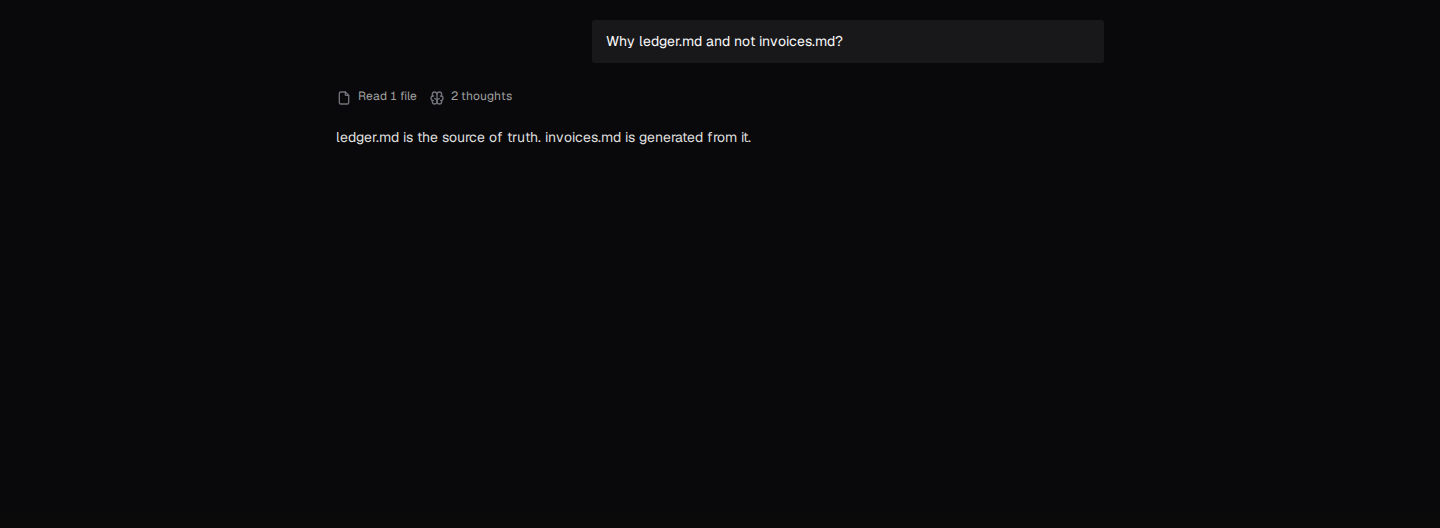 Why ledger.md and not invoices.md?
Read 1 file 2 thoughts
ledger.md is the source of truth. invoices.md is generated from it.